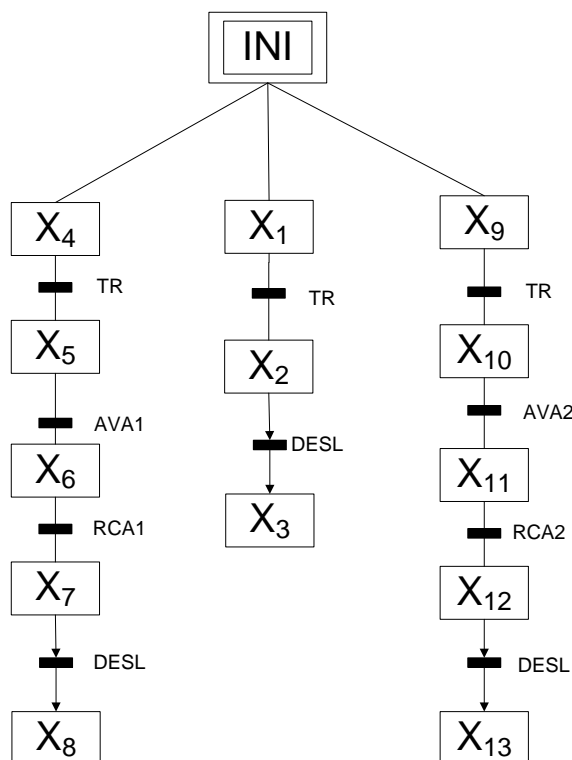 INI
X4
X1
X9
TR
TR
TR
X5
X2
X10
AVA1
DESL
AVA2
X6
X3
X11
RCA1
RCA2
X7
X12
DESL
DESL
X8
X13